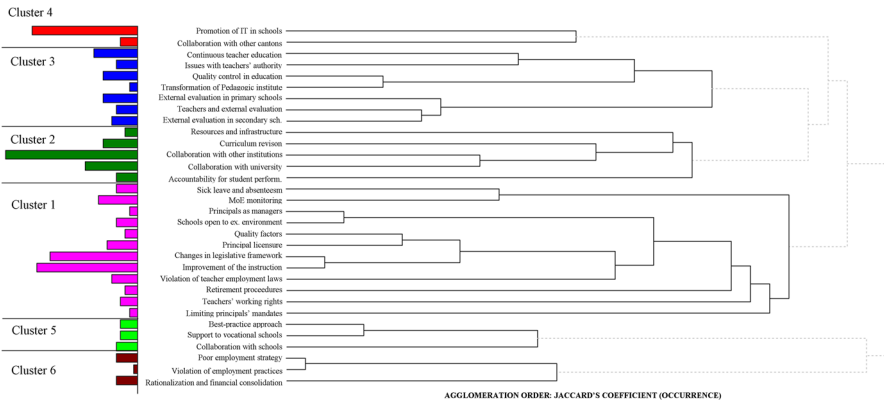 Cluster 4
Promotion of IT in schools
Collaboration with other cantons
Cluster 3
Continuous teacher education
Issues with teachers' authority
Quality control in education
Transformation of Pedagogic institute
External evaluation in primary schools
Teachers and external evaluation
External evaluation in secondary sch.
Cluster 2
Resources and infrastructure
Curriculum revison
Collaboration with other institutions
Collaboration with university
Accountability for student perform.
Cluster 1
Sick leave and absenteesm
MoE monitoring
Principals as managers
Schools open to ex. environment
Quality factors
Principal licensure
Changes in legislative framework
Improvement of the instruction
Violation of teacher employment laws
Retirement proceedures
Teachers' working rights
Limiting principals' mandates
Cluster 5
Best-practice approach
Support to vocational schools
Collaboration with schools
Cluster 6
Poor employment strategy
Violation of employment practices
Rationalization and financial consolidation
AGGLOMERATION ORDER: JACCARD'S COEFFICIENT (OCCURRENCE)